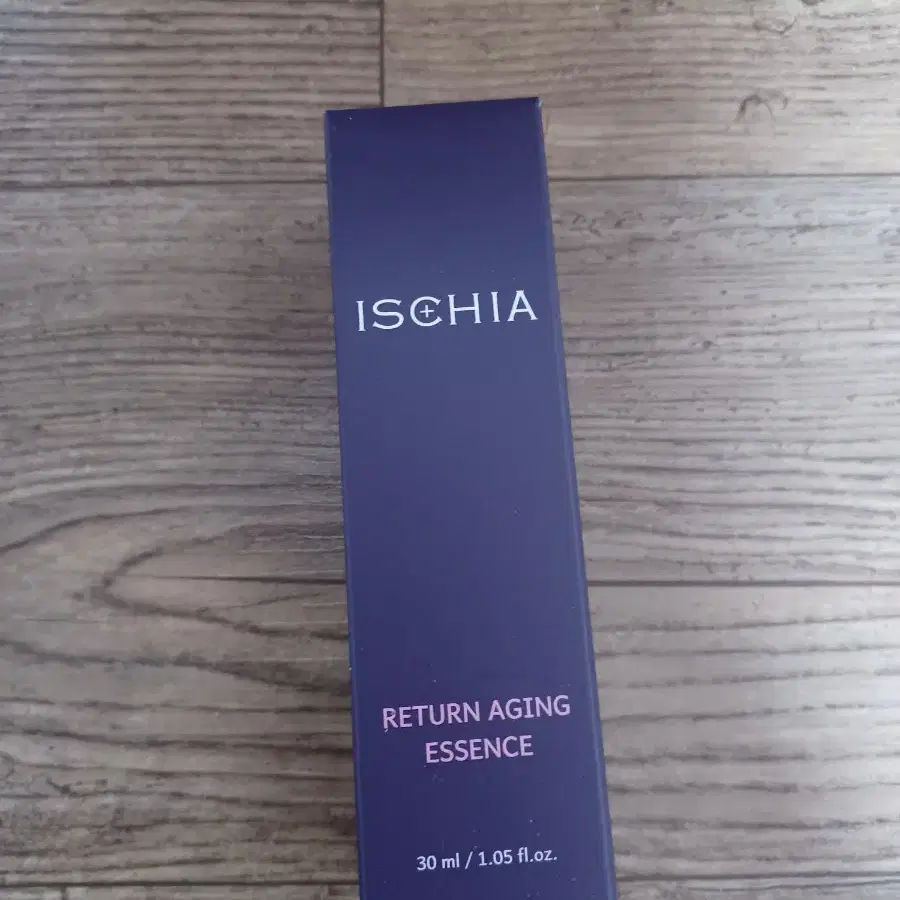 ISCHIA
RETURN AGING
ESSENCE
30 ml / 1.05 fl.oz.